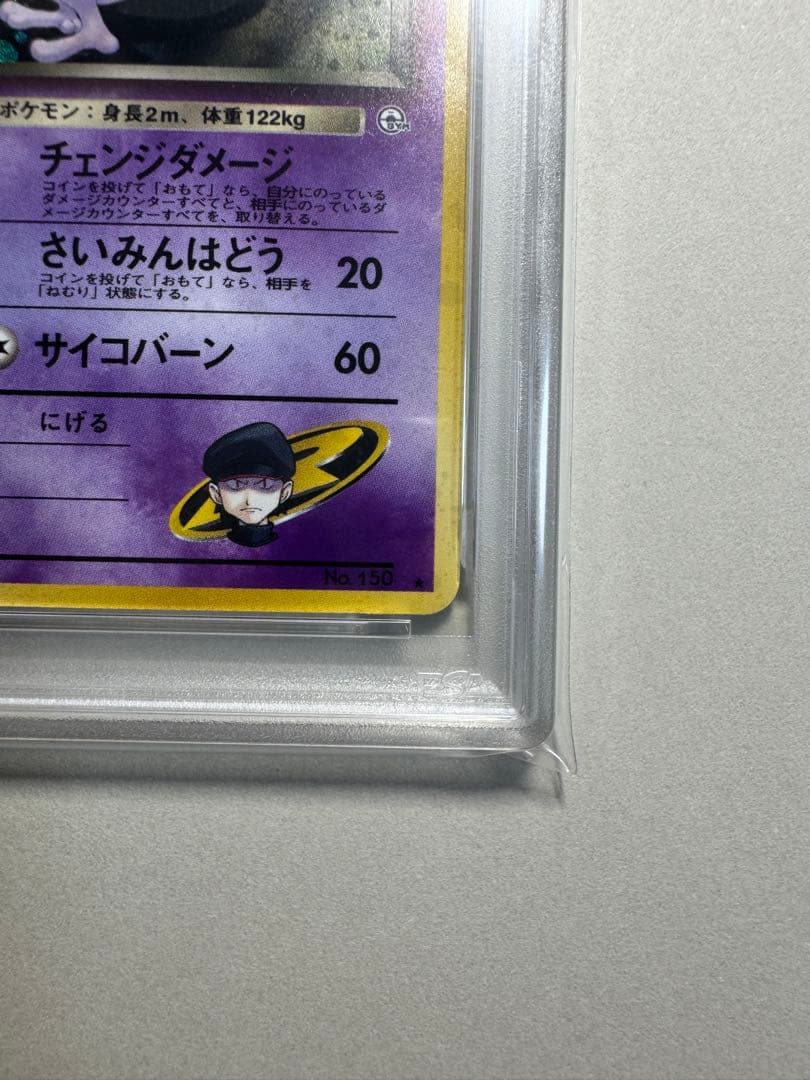 ポケモン：身長2m、体重122kg
GYM
チェンジダメージ
コインを投げて「おもて」なら、自分にのっている
ダメージカウンターすべてと、相手にのっているダ
メージカウンターすべてを、取り替える。
さいみんはどう 20
コインを投げて「おもて」なら、相手を
「ねむり」状態にする。
サイコバーン 60
にげる
No. 150 ★